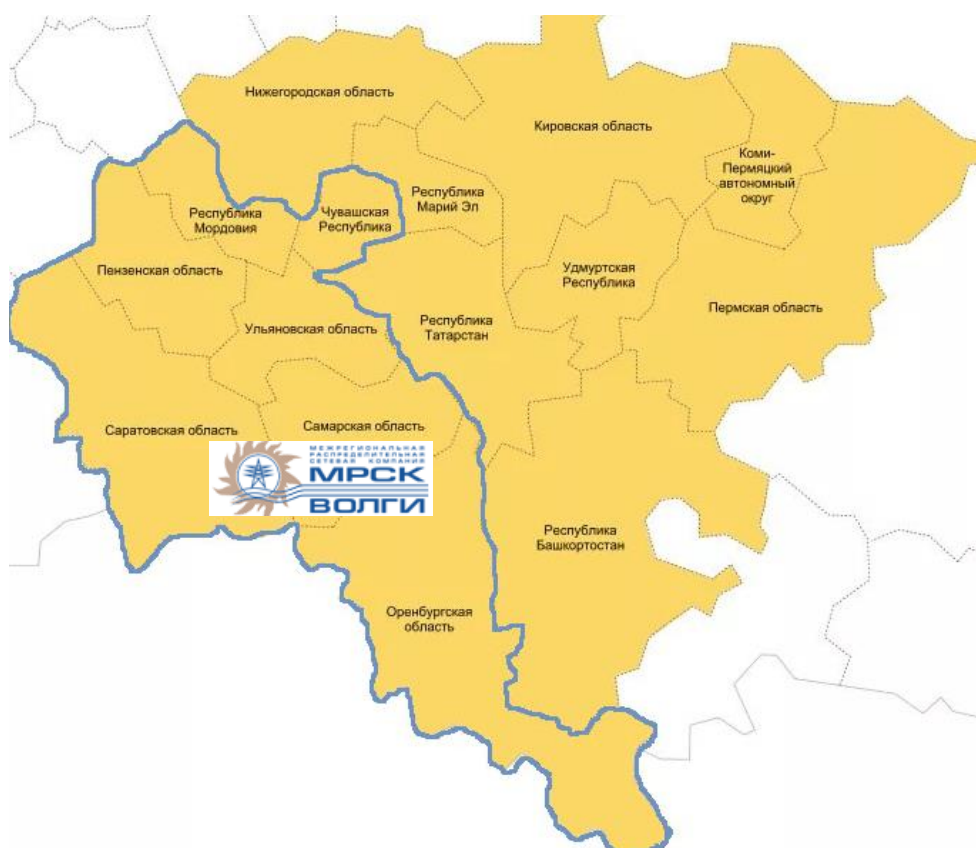 Нижегородская область
Кировская область
Коми-
Пермяцкий
автономный
округ
Республика
Марий Эл
Республика
Мордовия
Чувашская
Республика
Пензенская область
Удмуртская
Республика
Пермская область
Ульяновская область
Республика
Татарстан
Саратовская область
Самарская область
МЕЖРЕГИОНАЛЬНАЯ
РАСПРЕДЕЛИТЕЛЬНАЯ
СЕТЕВАЯ КОМПАНИЯ
МРСК
ВОЛГИ
Республика
Башкортостан
Оренбургская
область